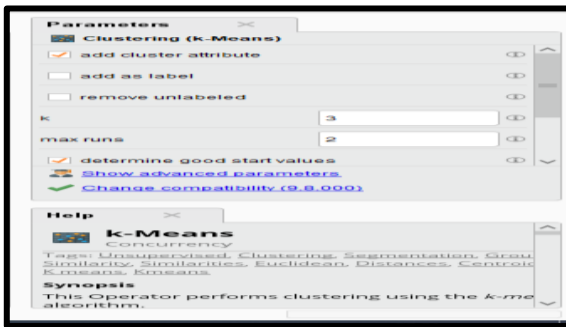 Parameters
Clustering (k-Means)
add cluster attribute
add as label
remove unlabeled
k 3
max runs 2
determine good start values
Show advanced parameters
Change compatibility (9.8.000)
Help
k-Means
Concurrency
Tags: Unsupervised, Clustering, Segmentation, Grou
Similarity, Similarities, Euclidean, Distances, Centroid
K means, Kmeans
Synopsis
This Operator performs clustering using the k-me
algorithm.